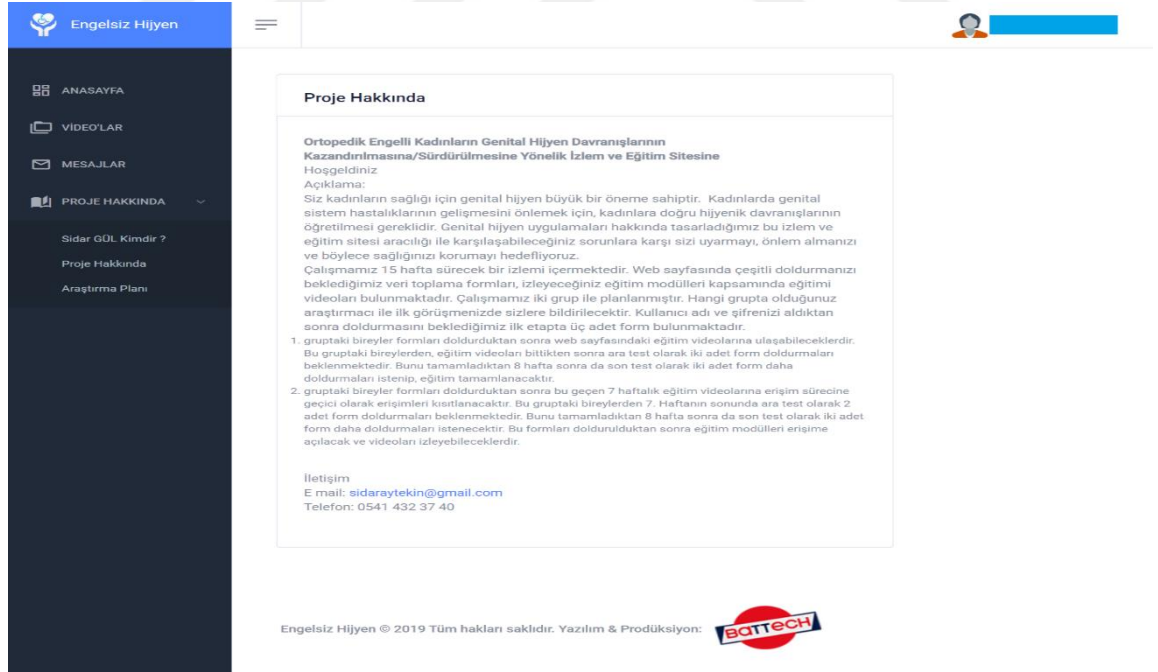 Engelsiz Hijyen
ANASAYFA
VİDEO'LAR
MESAJLAR
PROJE HAKKINDA
Sidar GÜL Kimdir ?
Proje Hakkında
Araştırma Planı
Proje Hakkında
Ortopedik Engelli Kadınların Genital Hijyen Davranışlarının
Kazandırılmasına/Sürdürülmesine Yönelik İzlem ve Eğitim Sitesine
Hoşgeldiniz
Açıklama:
Siz kadınların sağlığı için genital hijyen büyük bir öneme sahiptir. Kadınlarda genital
sistem hastalıklarının gelişmesini önlemek için, kadınlara doğru hijyenik davranışlarının
öğretilmesi gereklidir. Genital hijyen uygulamaları hakkında tasarladığımız bu izlem ve
eğitim sitesi aracılığı ile karşılaşabileceğiniz sorunlara karşı sizi uyarmayı, önlem almanızı
ve böylece sağlığınızı korumayı hedefliyoruz.
Çalışmamız 15 hafta sürecek bir izlemi içermektedir. Web sayfasında çeşitli doldurmanızı
beklediğimiz veri toplama formları, izleyeceğiniz eğitim modülleri kapsamında eğitimi
videoları bulunmaktadır. Çalışmamız iki grup ile planlanmıştır. Hangi grupta olduğunuz
araştırmacı ile ilk görüşmenizde sizlere bildirilecektir. Kullanıcı adı ve şifrenizi aldıktan
sonra doldurmasını beklediğimiz ilk etapta üç adet form bulunmaktadır.
1. gruptaki bireyler formları doldurduktan sonra web sayfasındaki eğitim videolarına ulaşabileceklerdir.
Bu gruptaki bireylerden, eğitim videoları bittikten sonra ara test olarak iki adet form doldurmaları
beklenmektedir. Bunu tamamladıktan 8 hafta sonra da son test olarak iki adet form daha
doldurmaları istenip, eğitim tamamlanacaktır.
2. gruptaki bireyler formları doldurduktan sonra bu geçen 7 haftalık eğitim videolarına erişim sürecine
geçici olarak erişimleri kısıtlanacaktır. Bu gruptaki bireylerden 7. Haftanın sonunda ara test olarak 2
adet form doldurmaları beklenmektedir. Bunu tamamladıktan 8 hafta sonra da son test olarak iki adet
form daha doldurmaları istenecektir. Bu formları doldurulduktan sonra eğitim modülleri erişime
açılacak ve videoları izleyebileceklerdir.
İletişim
E mail: sidaraytekin@gmail.com
Telefon: 0541 432 37 40
Engelsiz Hijyen © 2019 Tüm hakları saklıdır. Yazılım & Prodüksiyon:
BATTECH